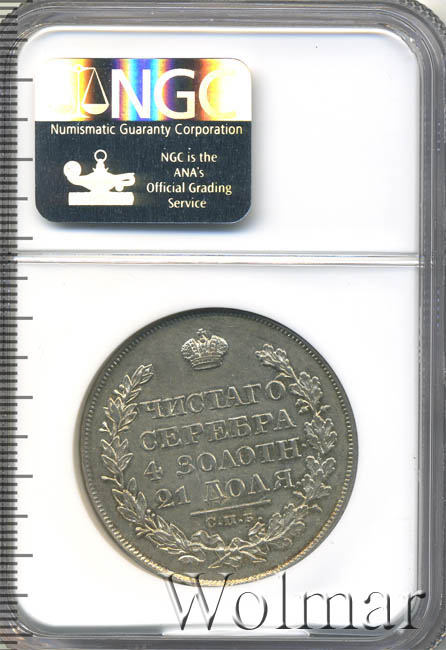 NGC
Numismatic Guaranty Corporation
NGC is the
ANA's
Official Grading
Service
ЧИСТАГО
СЕРЕБРА
4 ЗОЛОТН
21 ДОЛЯ
С.П.Б.
Wolmar